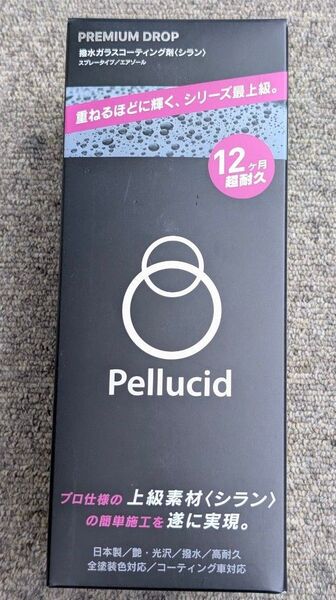 PREMIUM DROP
撥水ガラスコーティング剤〈シラン〉
スプレータイプ／エアゾール
重ねるほどに輝く、シリーズ最上級。
12ヶ月
超耐久
Pellucid
プロ仕様の 上級素材〈シラン〉
の簡単施工を 遂に実現。
日本製／艶・光沢／撥水／高耐久
全塗装色対応／コーティング車対応